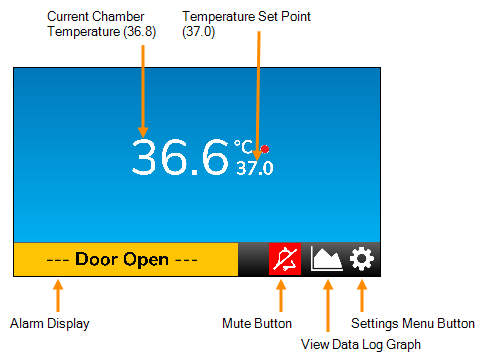 Current Chamber
Temperature (36.8)
Temperature Set Point
(37.0)
36.6 °C
37.0
--- Door Open ---
Alarm Display
Mute Button
Settings Menu Button
View Data Log Graph